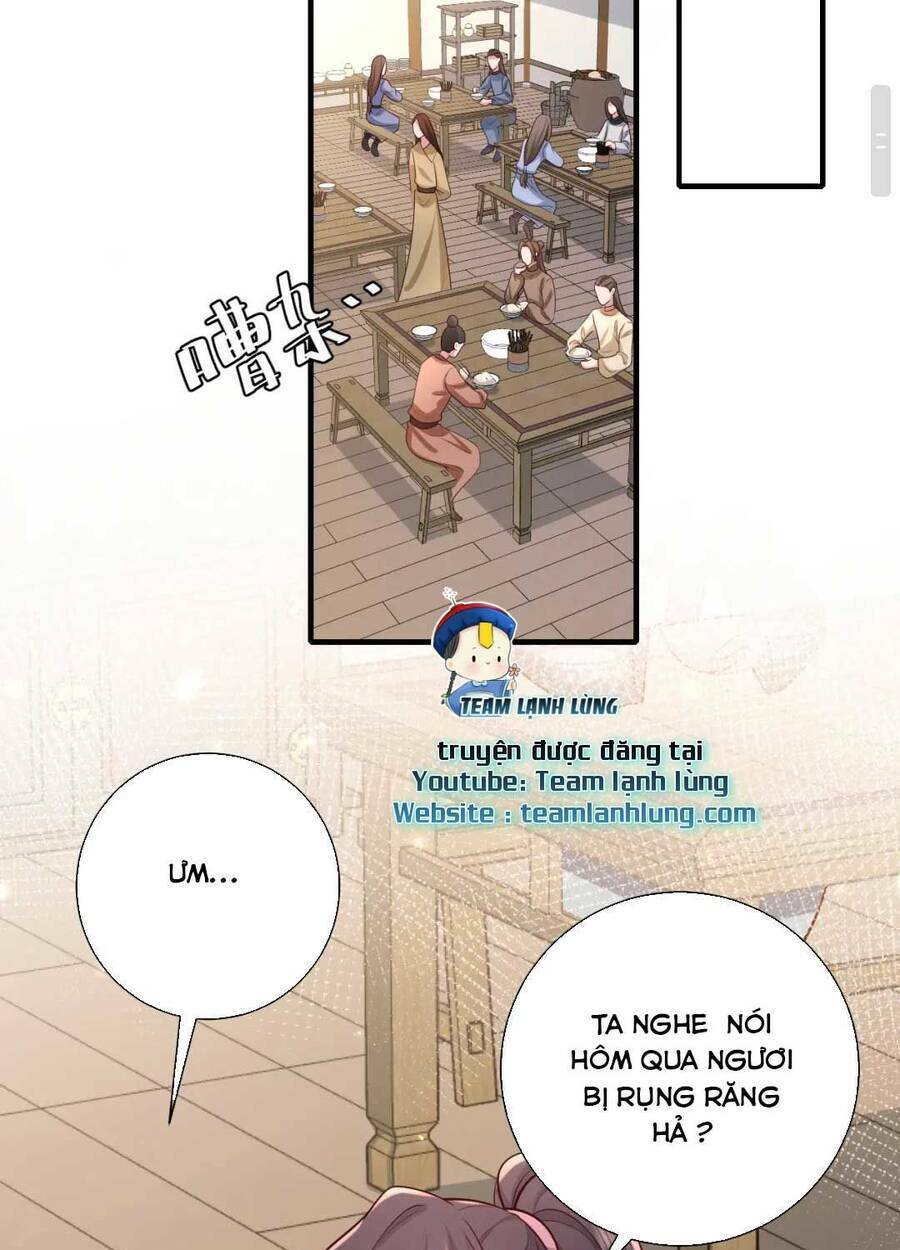 嘈杂··
TEAM LẠNH LÙNG
truyện được đăng tại
Youtube: Team lạnh lùng
Website : teamlanhlung.com
ƯM...
TA NGHE NÓI
HÔM QUA NGƯƠI
BỊ RỤNG RĂNG
HẢ ?